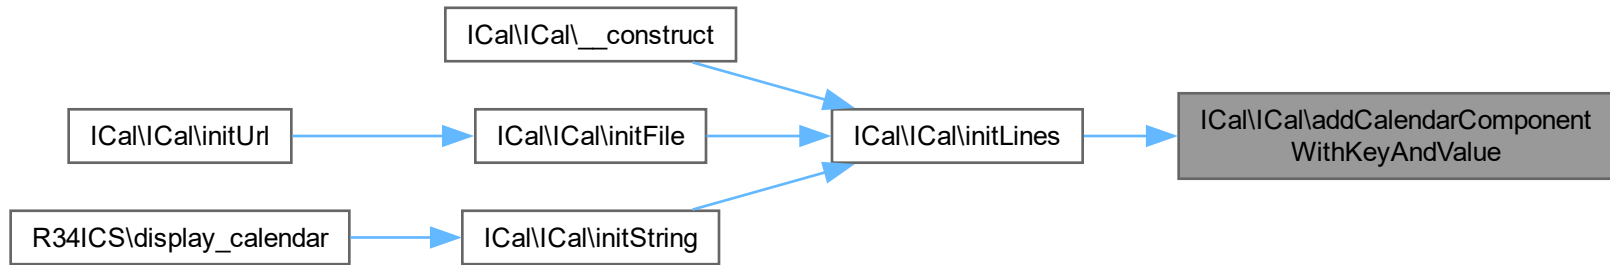 ICal\ICal\__construct
ICal\ICal\initUrl
ICal\ICal\initFile
ICal\ICal\initLines
ICal\ICal\addCalendarComponent
WithKeyAndValue
R34ICS\display_calendar
ICal\ICal\initString